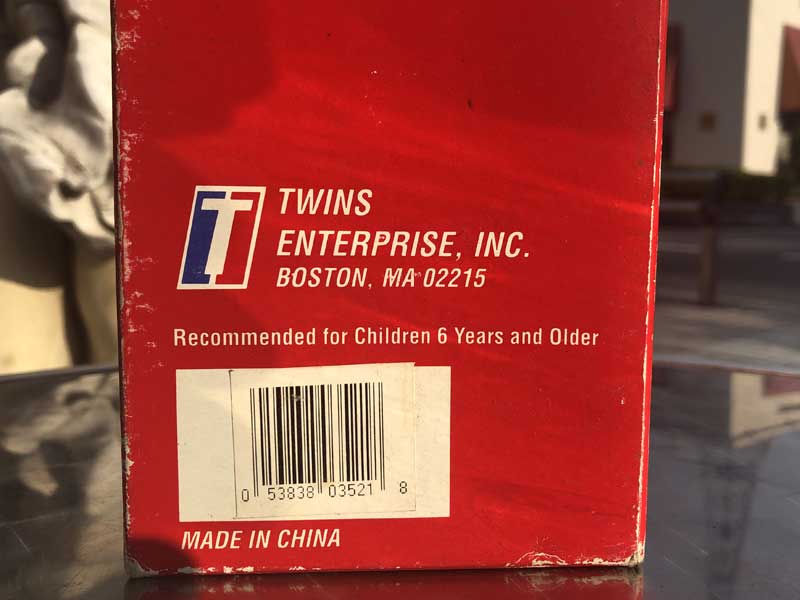 T
TWINS
ENTERPRISE, INC.
BOSTON, MA 02215
Recommended for Children 6 Years and Older
0 53838 03521 8
MADE IN CHINA